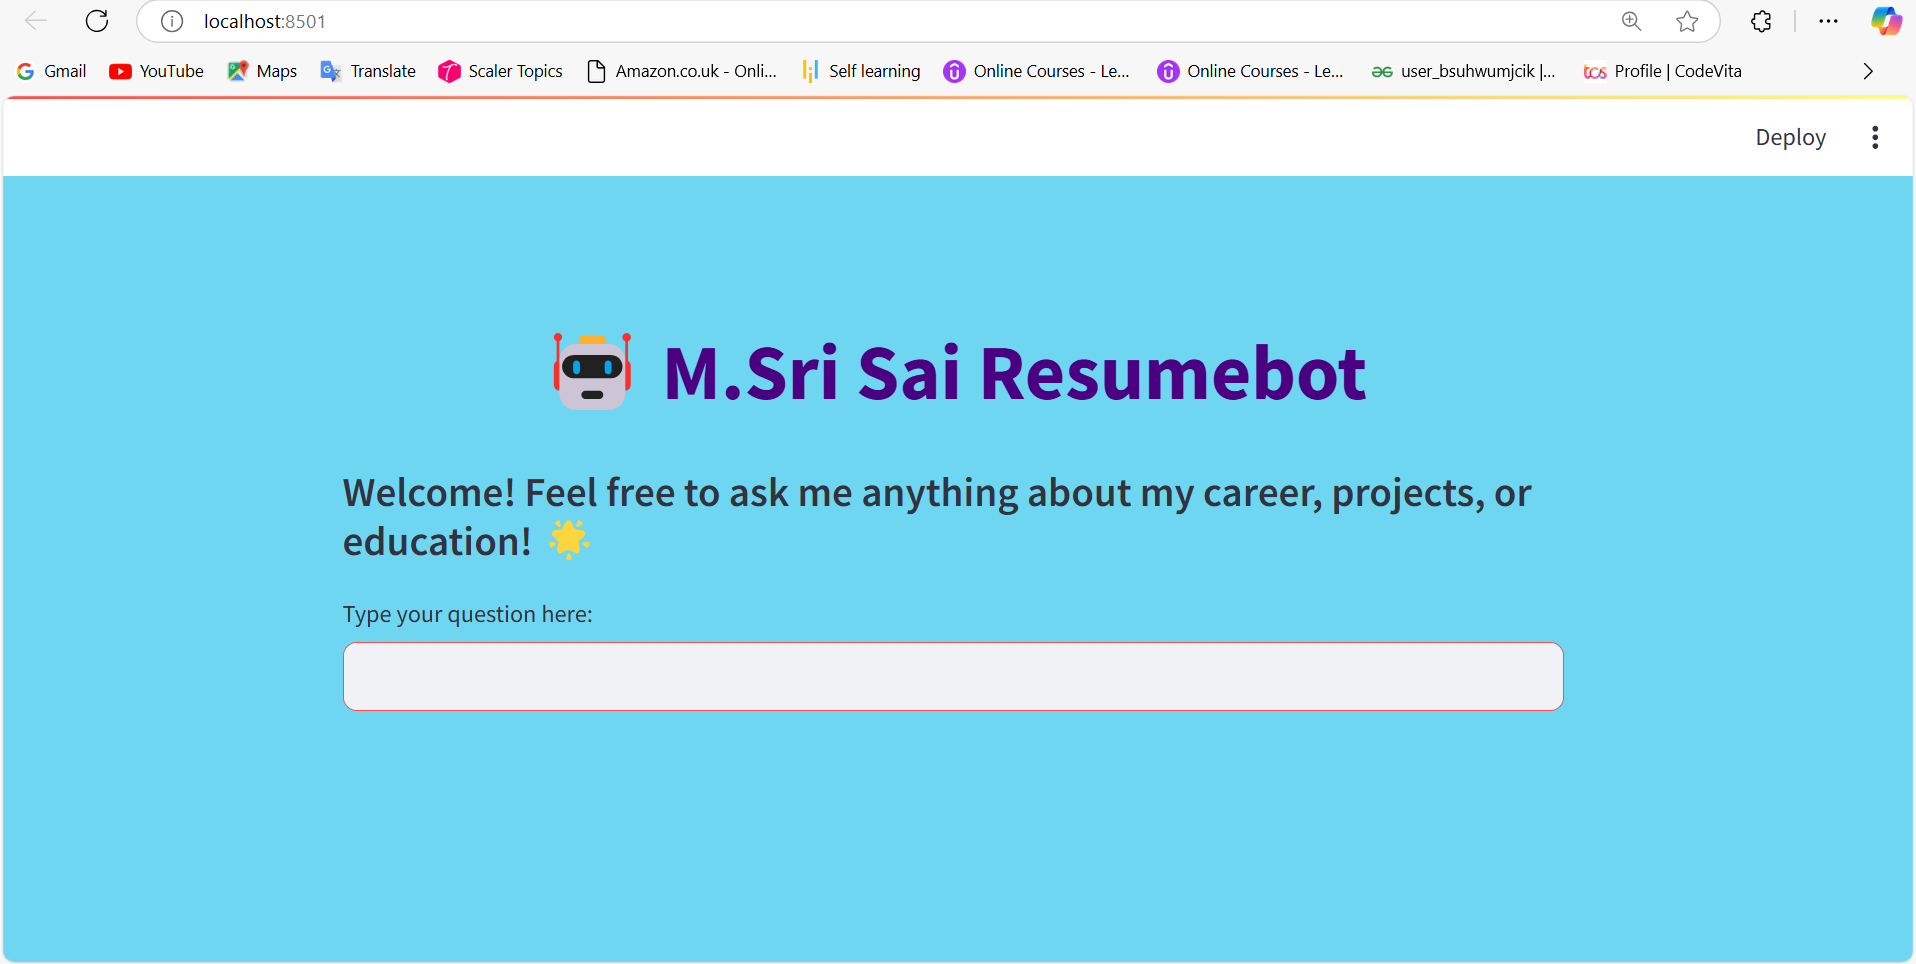 localhost:8501
Gmail YouTube Maps Translate Scaler Topics Amazon.co.uk - Onli... Self learning Online Courses - Le... Online Courses - Le... user_bsuhwumjcik |... tcs Profile | CodeVita
Deploy
M.Sri Sai Resumebot
Welcome! Feel free to ask me anything about my career, projects, or
education!
Type your question here: